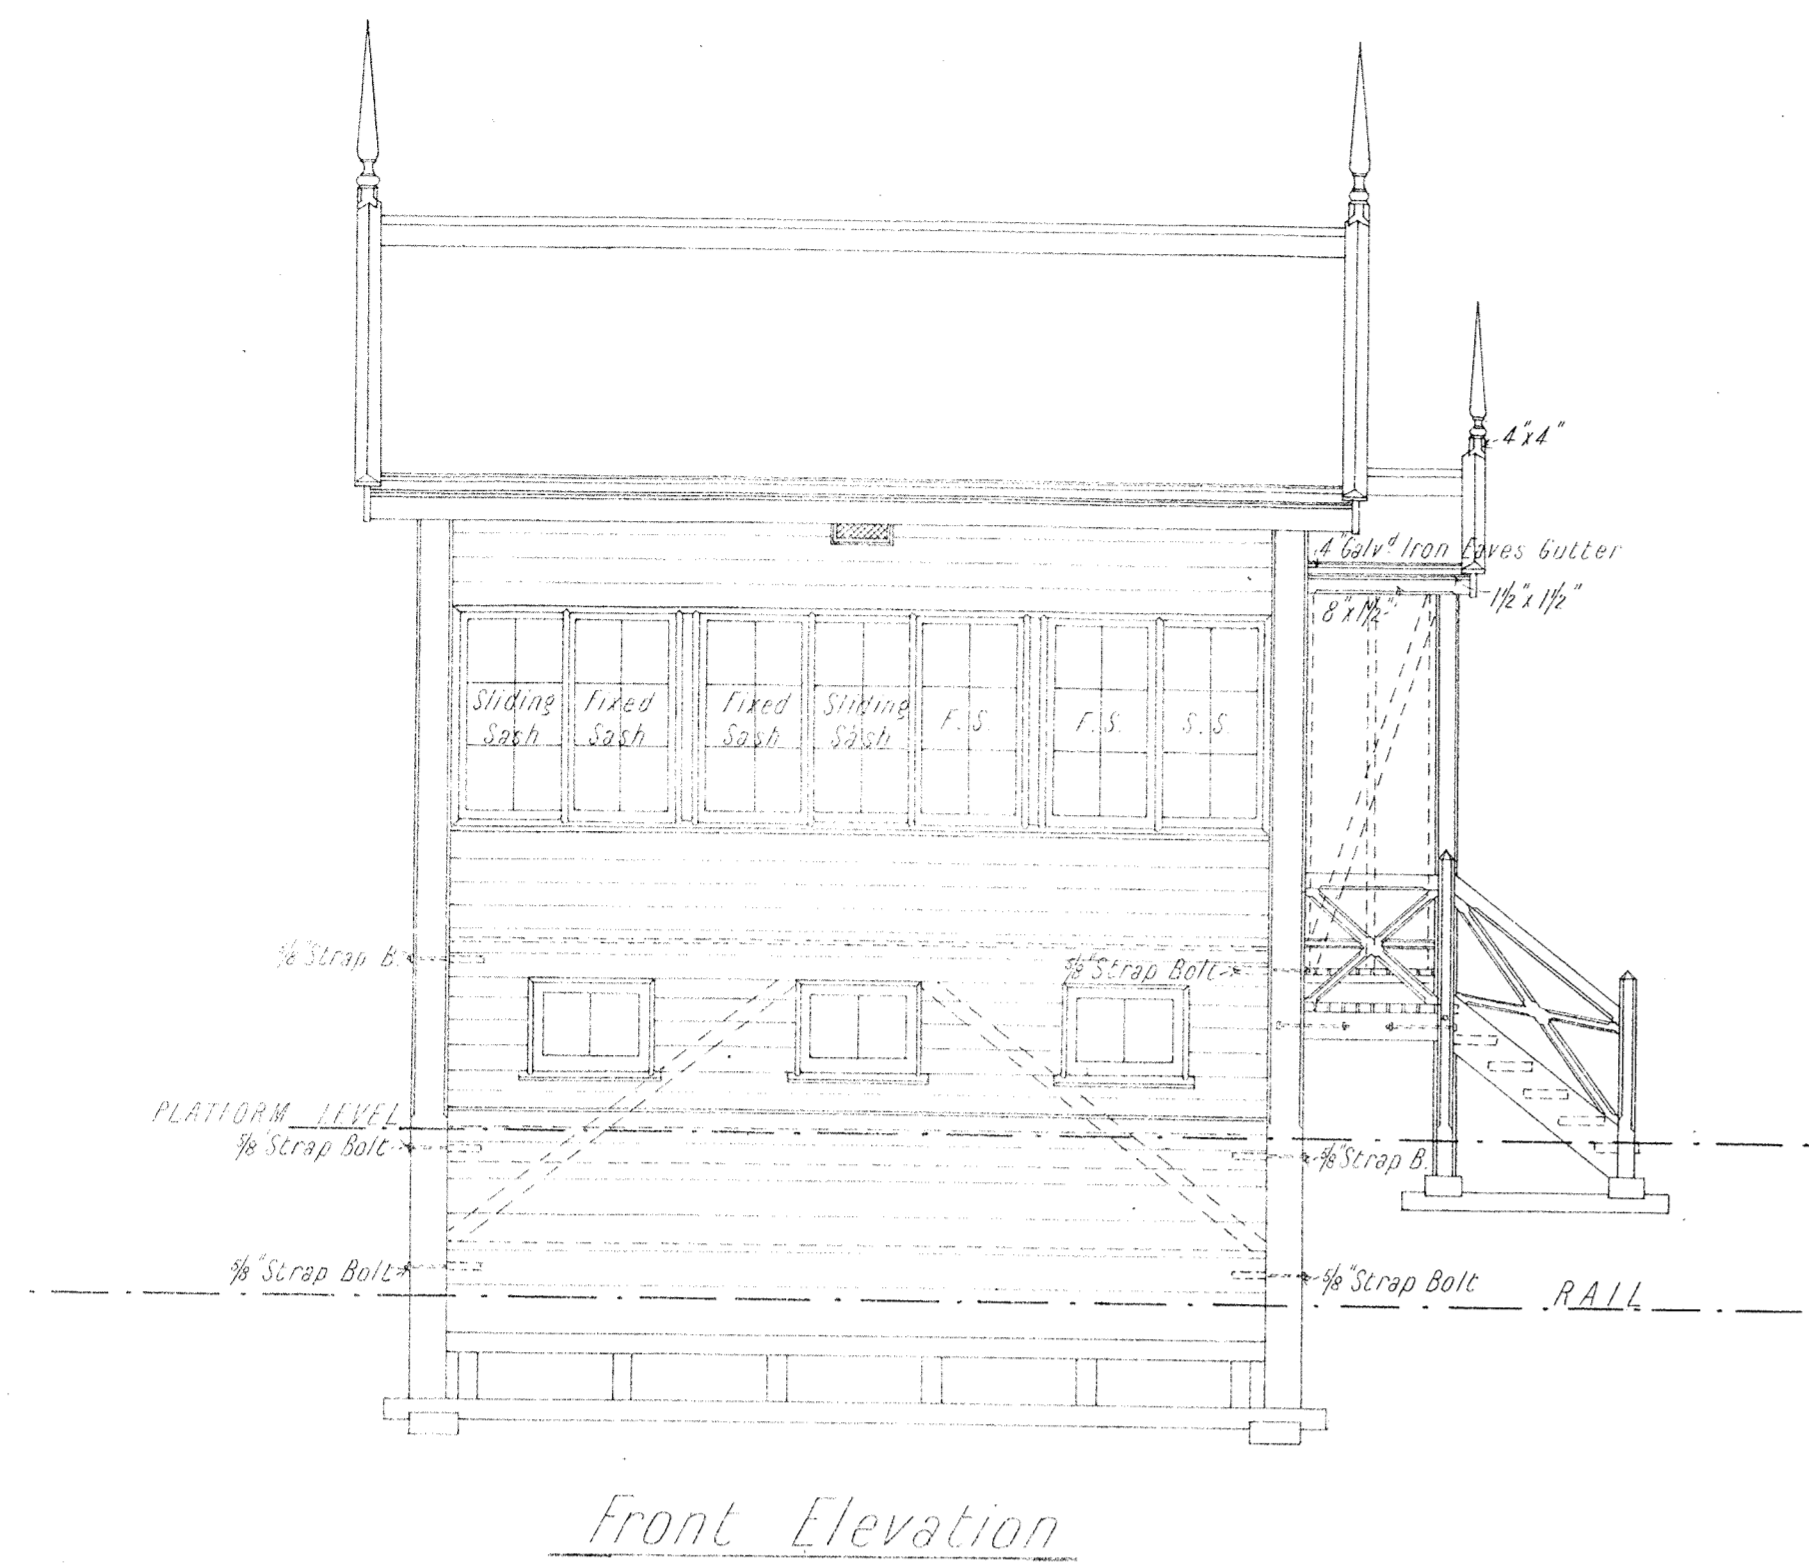 4"x4"
4"Galvᵈ Iron Eaves Gutter
1½"x1½"
8"x1½"
Sliding
Sash
Fixed
Sash
Fixed
Sash
Sliding
Sash
F.S.
F.S.
S.S.
⅝"Strap B.
⅝"Strap Bolt
PLATFORM LEVEL
⅝"Strap Bolt
⅝"Strap B.
⅝"Strap Bolt
⅝"Strap Bolt
RAIL
Front Elevation